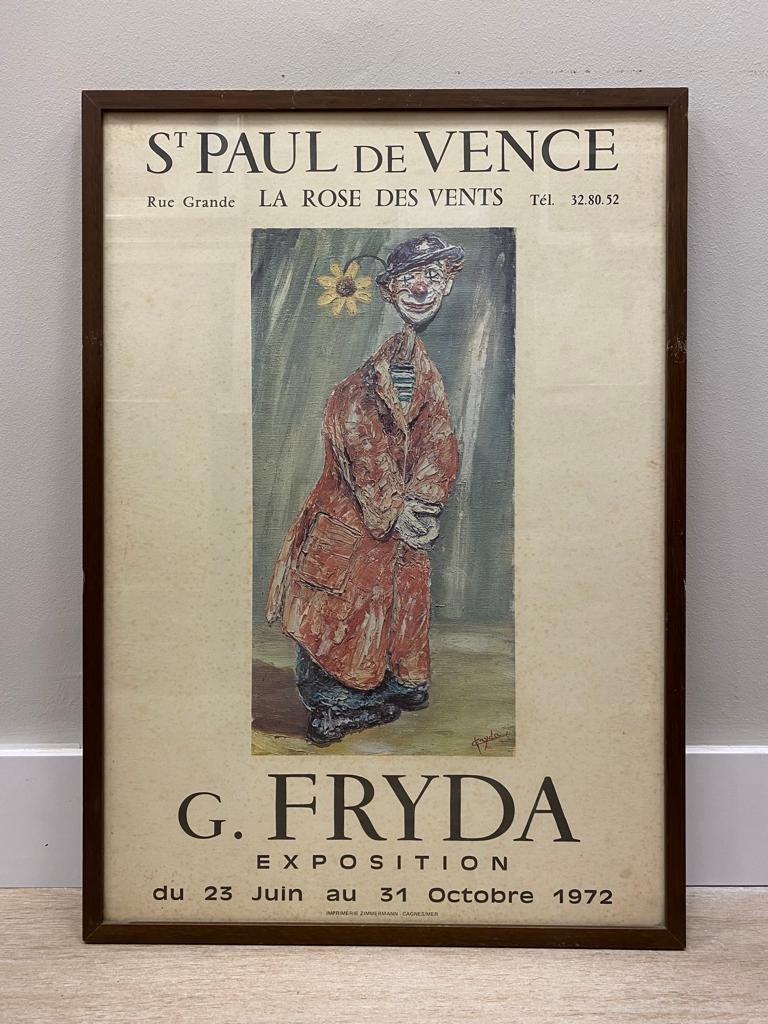 ST PAUL DE VENCE
Rue Grande LA ROSE DES VENTS Tél. 32.80.52
Fryda
G. FRYDA
EXPOSITION
du 23 Juin au 31 Octobre 1972
IMPRIMERIE ZIMMERMANN - CAGNES/MER